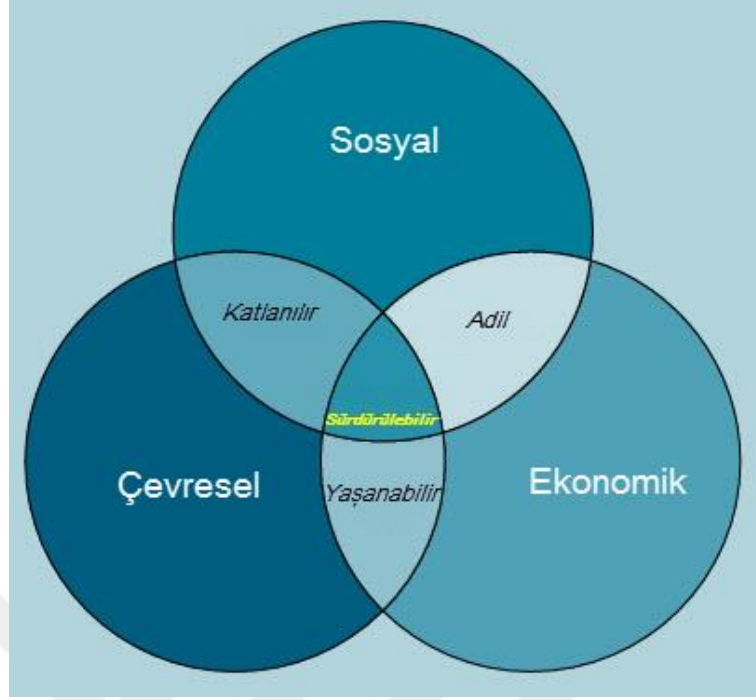 Sosyal
Katlanılır
Adil
Sürdürülebilir
Çevresel
Yaşanabilir
Ekonomik